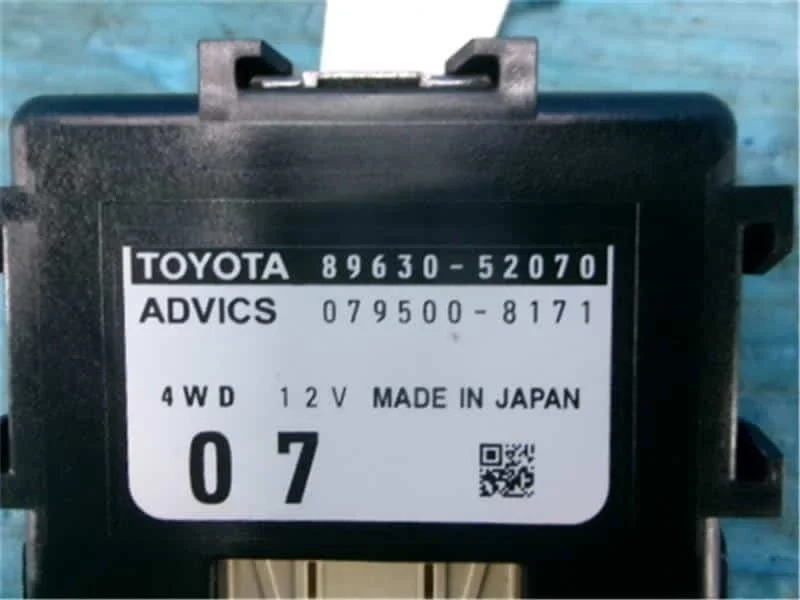 TOYOTA 89630-52070
ADVICS 079500-8171
4WD 12V MADE IN JAPAN
07